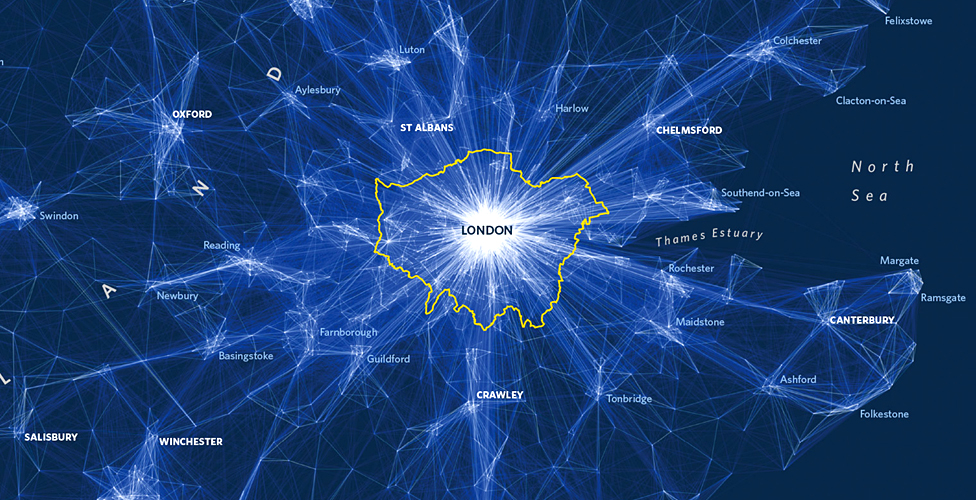 Felixstowe
Colchester
Luton
Aylesbury
Clacton-on-Sea
Harlow
OXFORD
ST ALBANS
CHELMSFORD
North
Sea
Southend-on-Sea
Swindon
LONDON
Thames Estuary
Reading
Margate
Rochester
Newbury
Ramsgate
CANTERBURY
Maidstone
Farnborough
Basingstoke
Guildford
Ashford
CRAWLEY
Tonbridge
Folkestone
SALISBURY
WINCHESTER
D
N
A
L